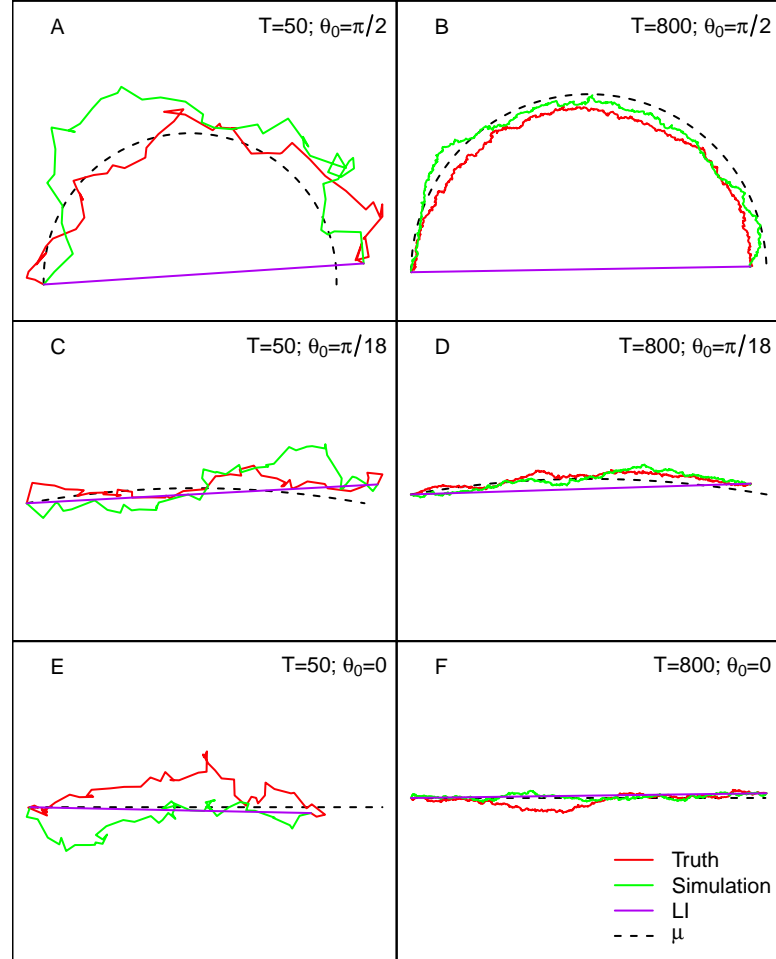 A T=50; θ₀=π/2
B T=800; θ₀=π/2
C T=50; θ₀=π/18
D T=800; θ₀=π/18
E T=50; θ₀=0
F T=800; θ₀=0
Truth
Simulation
LI
μ